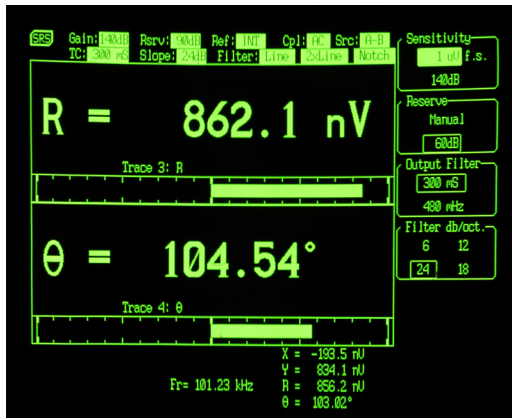 SRS Gain: 140dB Rsrv: 90dB Ref: INT Cpl: AC Src: A-B
TC: 300 mS Slope: 24dB Filter: Line 2xLine Notch
R = 862.1 nV
Trace 3: R
θ = 104.54°
Trace 4: θ
X = -193.5 nV
Y = 834.1 nV
Fr= 101.23 kHz R = 856.2 nV
θ = 103.02°
Sensitivity
1 uV f.s.
140dB
Reserve
Manual
60dB
Output Filter
300 mS
480 mHz
Filter db/oct.
6 12
24 18